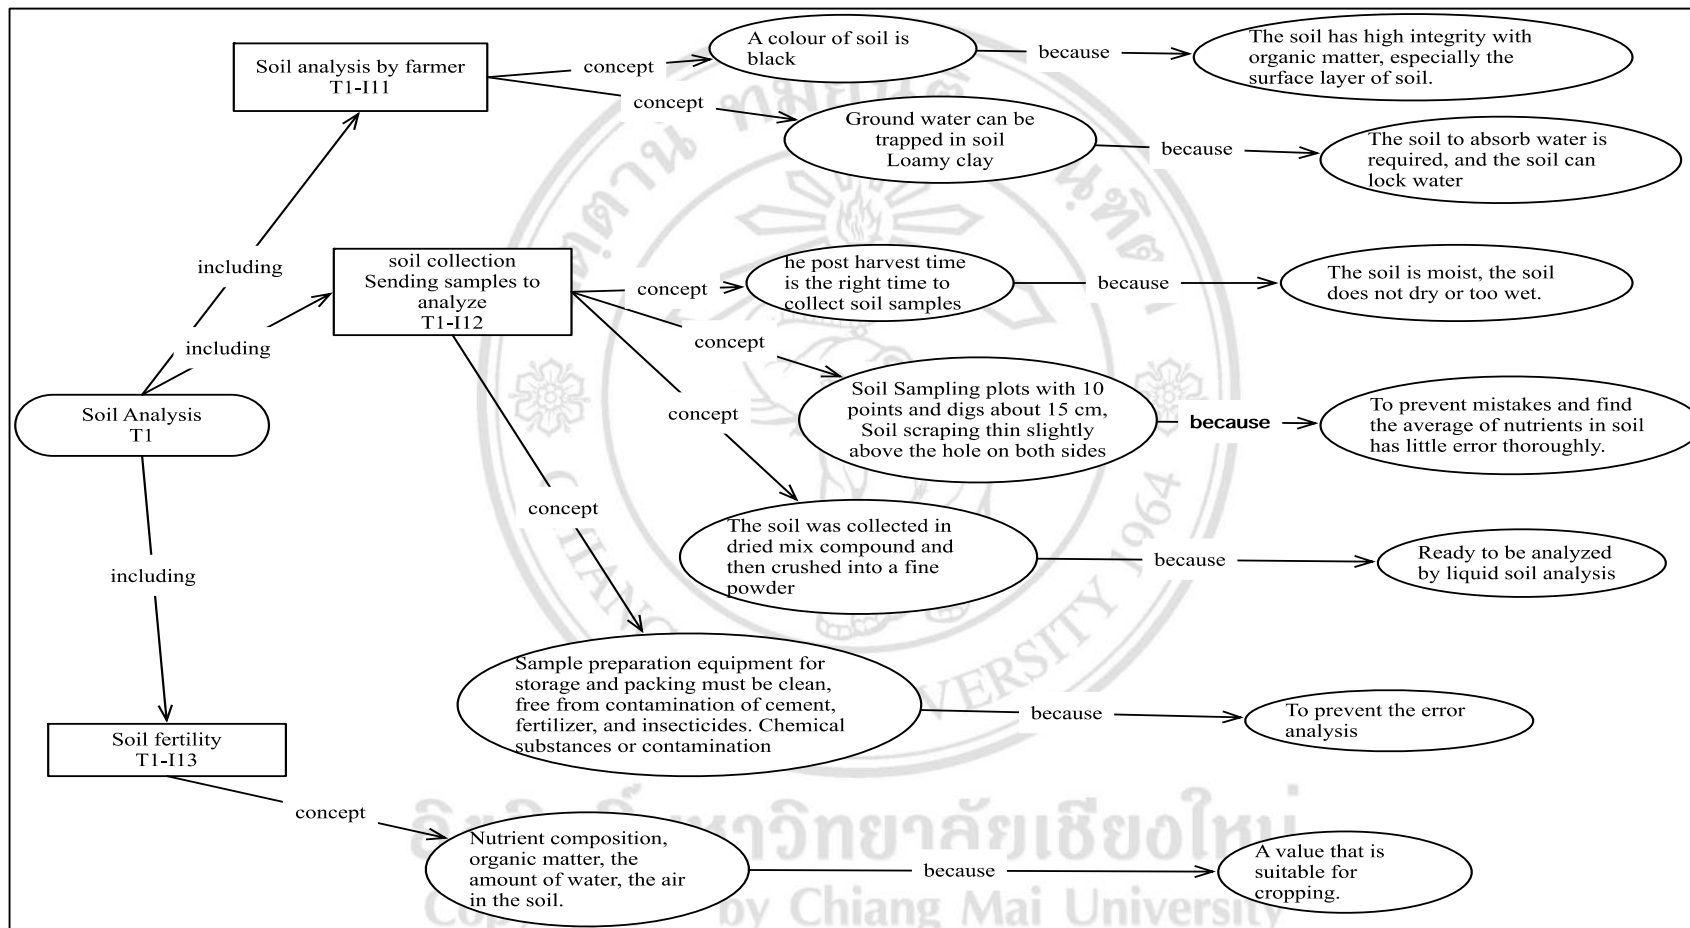 A colour of soil is
black
because
The soil has high integrity with
organic matter, especially the
surface layer of soil.
Soil analysis by farmer
T1-I11
concept
concept
Ground water can be
trapped in soil
Loamy clay
because
The soil to absorb water is
required, and the soil can
lock water
including
soil collection
Sending samples to
analyze
T1-I12
concept
he post harvest time
is the right time to
collect soil samples
because
The soil is moist, the soil
does not dry or too wet.
including
concept
Soil Analysis
T1
concept
Soil Sampling plots with 10
points and digs about 15 cm,
Soil scraping thin slightly
above the hole on both sides
because
To prevent mistakes and find
the average of nutrients in soil
has little error thoroughly.
concept
The soil was collected in
dried mix compound and
then crushed into a fine
powder
because
Ready to be analyzed
by liquid soil analysis
including
Sample preparation equipment for
storage and packing must be clean,
free from contamination of cement,
fertilizer, and insecticides. Chemical
substances or contamination
because
To prevent the error
analysis
Soil fertility
T1-I13
concept
Nutrient composition,
organic matter, the
amount of water, the air
in the soil.
because
A value that is
suitable for
cropping.
by Chiang Mai University
1964